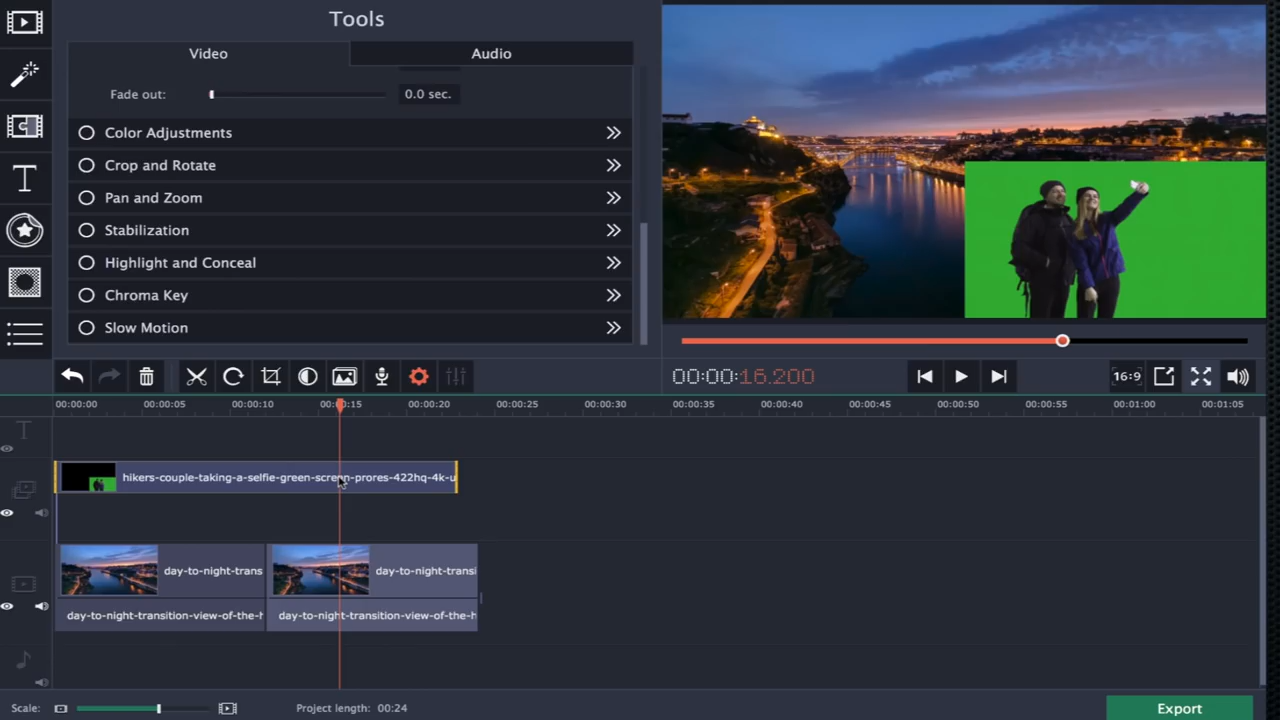 Tools
Video
Audio
Fade out:
0.0 sec.
Color Adjustments
Crop and Rotate
Pan and Zoom
Stabilization
Highlight and Conceal
Chroma Key
Slow Motion
00:00:16.200
16:9
00:00:00 00:00:05 00:00:10 00:00:15 00:00:20 00:00:25 00:00:30 00:00:35 00:00:40 00:00:45 00:00:50 00:00:55 00:01:00 00:01:05
T
hikers-couple-taking-a-selfie-green-screen-prores-422hq-4k-u
day-to-night-trans
day-to-night-transi
day-to-night-transition-view-of-the-h
day-to-night-transition-view-of-the-h
Scale:
Project length: 00:24
Export